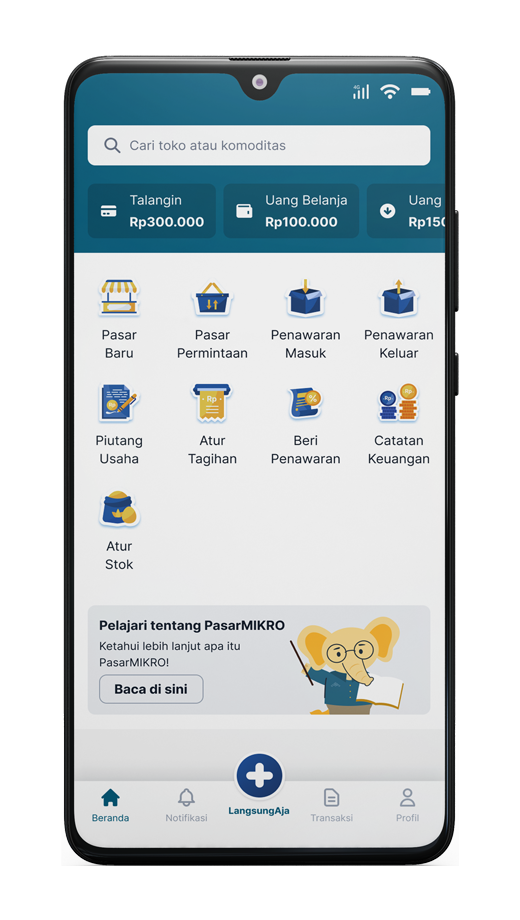 4G
Cari toko atau komoditas
Talangin
Rp300.000
Uang Belanja
Rp100.000
Uang
Rp150
Pasar
Baru
Pasar
Permintaan
Penawaran
Masuk
Penawaran
Keluar
Rp
Rp
%
Rp
Rp
Piutang
Usaha
Atur
Tagihan
Beri
Penawaran
Catatan
Keuangan
Atur
Stok
Pelajari tentang PasarMIKRO
Ketahui lebih lanjut apa itu
PasarMIKRO!
Baca di sini
Beranda
Notifikasi
LangsungAja
Transaksi
Profil